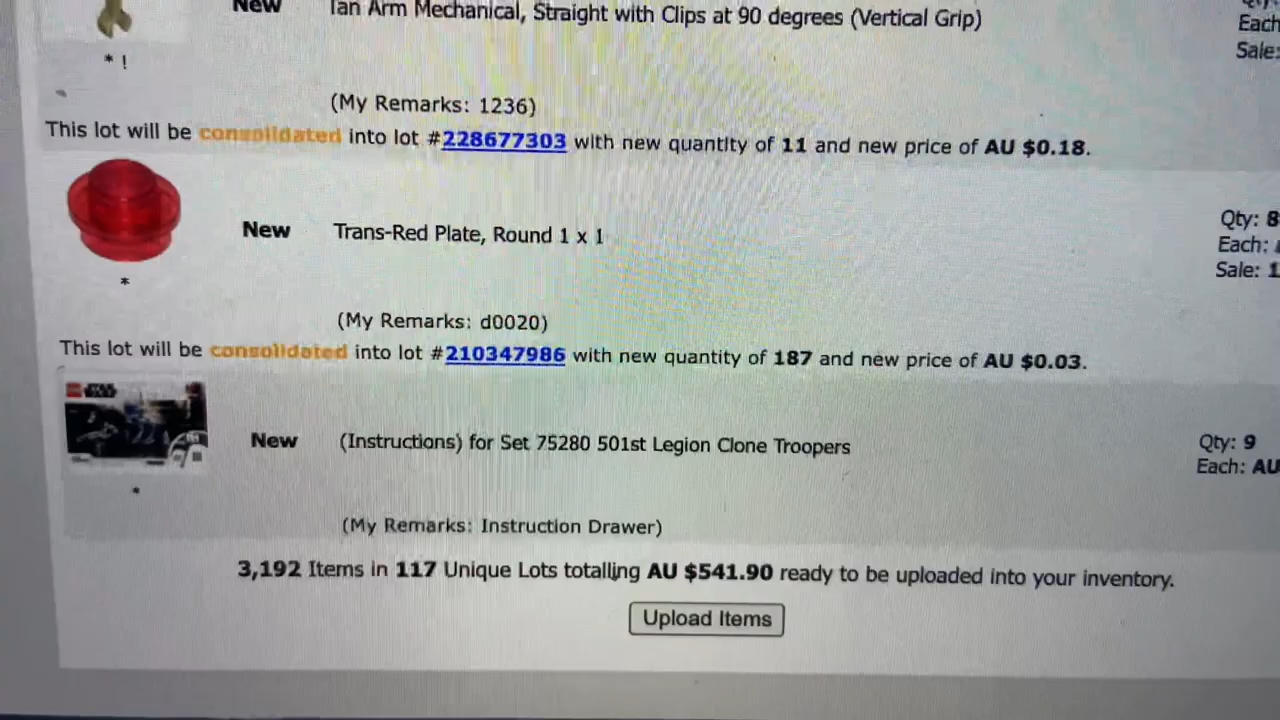 New Tan Arm Mechanical, Straight with Clips at 90 degrees (Vertical Grip)
Each
Sale:
* !
(My Remarks: 1236)
This lot will be consolidated into lot #228677303 with new quantity of 11 and new price of AU $0.18.
Qty: 8
New Trans-Red Plate, Round 1 x 1
Each:
Sale: 1
*
(My Remarks: d0020)
This lot will be consolidated into lot #210347986 with new quantity of 187 and new price of AU $0.03.
New (Instructions) for Set 75280 501st Legion Clone Troopers
Qty: 9
Each: AU
*
(My Remarks: Instruction Drawer)
3,192 Items in 117 Unique Lots totalling AU $541.90 ready to be uploaded into your inventory.
Upload Items